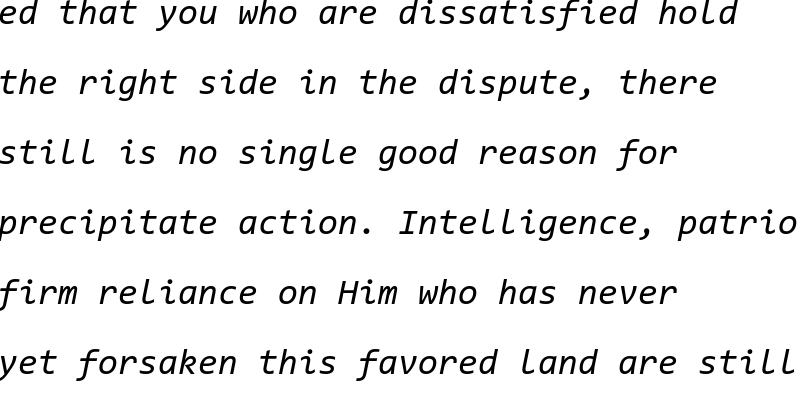 ed that you who are dissatisfied hold
the right side in the dispute, there
still is no single good reason for
precipitate action. Intelligence, patrio
firm reliance on Him who has never
yet forsaken this favored land are still